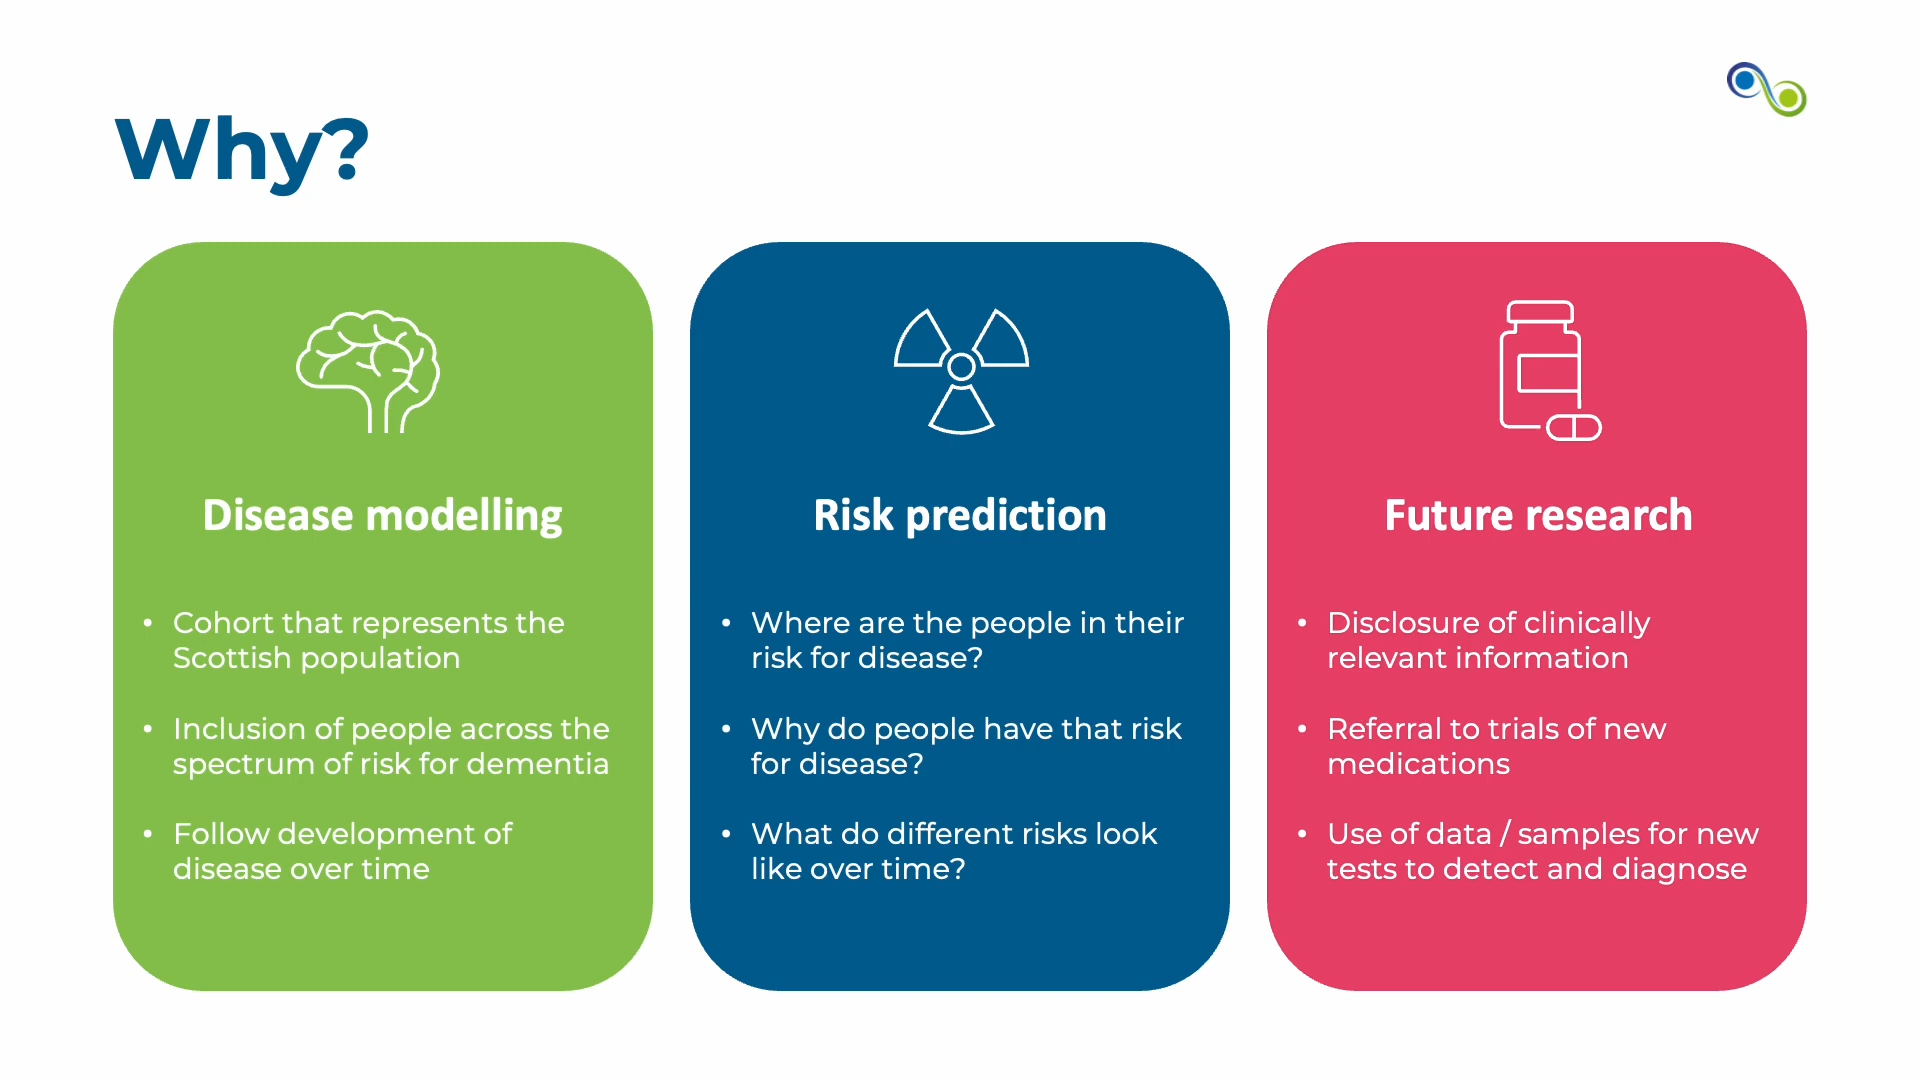 Why?
Disease modelling
• Cohort that represents the
Scottish population
• Inclusion of people across the
spectrum of risk for dementia
• Follow development of
disease over time
Risk prediction
• Where are the people in their
risk for disease?
• Why do people have that risk
for disease?
• What do different risks look
like over time?
Future research
• Disclosure of clinically
relevant information
• Referral to trials of new
medications
• Use of data / samples for new
tests to detect and diagnose